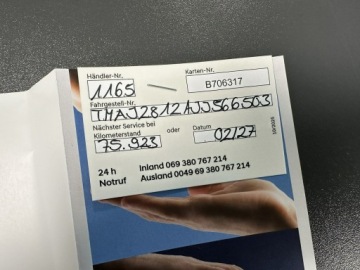 Händler-Nr.
Karten-Nr.
1165
B706317
Fahrgestell-Nr.
TMAJ2812AJJ566503
Nächster Service bei
Kilometerstand oder Datum
75.923 02/27
24 h Inland 069 380 767 214
Notruf Ausland 0049 69 380 767 214